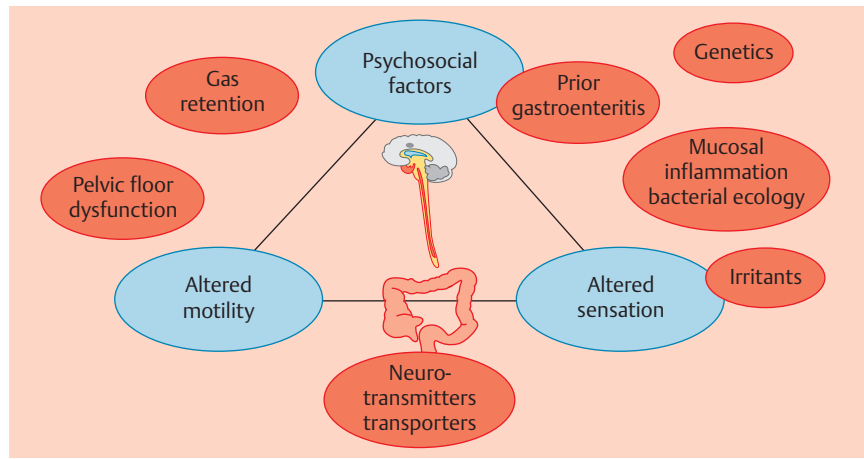 Psychosocial
factors
Genetics
Gas
retention
Prior
gastroenteritis
Mucosal
inflammation
bacterial ecology
Pelvic floor
dysfunction
Altered
motility
Altered
sensation
Irritants
Neuro-
transmitters
transporters